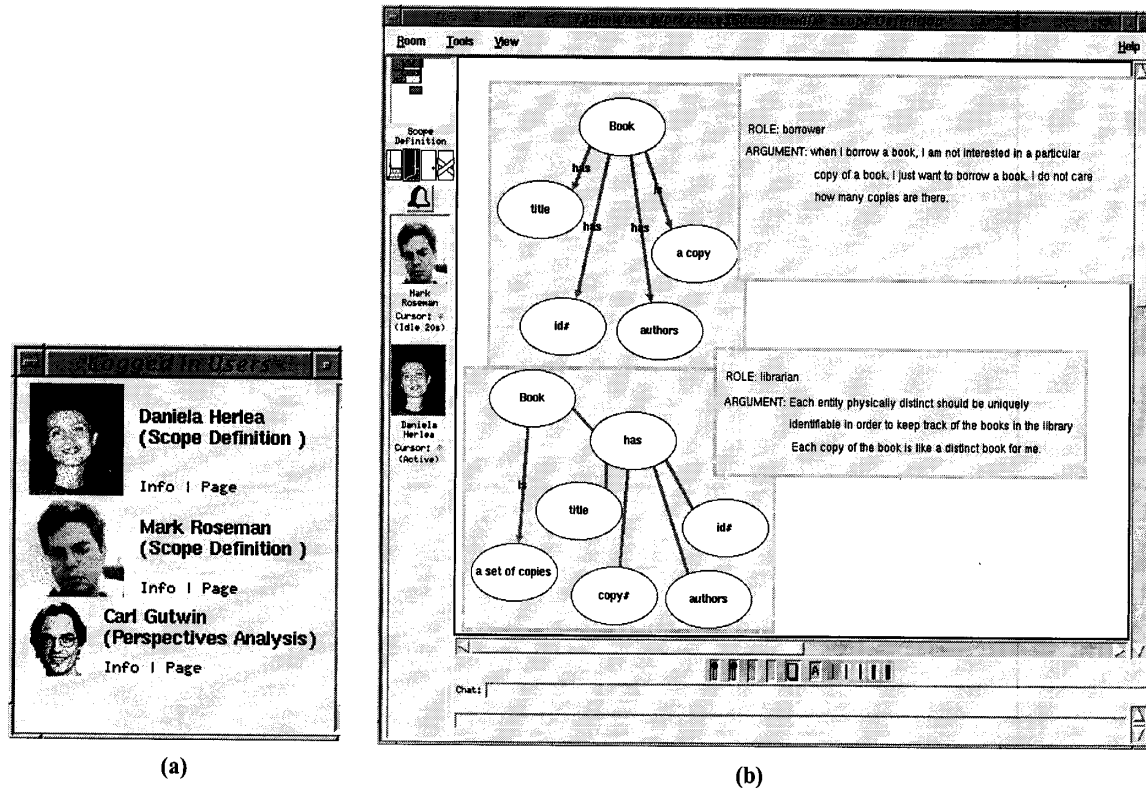 Logged in Users
Daniela Herlea
(Scope Definition )
Info | Page
Mark Roseman
(Scope Definition )
Info | Page
Carl Gutwin
(Perspectives Analysis)
Info | Page
(a)
Room Tools View Help
Scope
Definition
Mark
Roseman
Cursor:
(Idle 20s)
Daniela
Herlea
Cursor:
(Active)
Book
has
is
title
has
has
a copy
id#
authors
ROLE: borrower
ARGUMENT: when I borrow a book, I am not interested in a particular
copy of a book, I just want to borrow a book, I do not care
how many copies are there.
Book
has
is
title
id#
a set of copies
copy#
authors
ROLE: librarian
ARGUMENT: Each entity physically distinct should be uniquely
identifiable in order to keep track of the books in the library
Each copy of the book is like a distinct book for me.
A
Chat:
(b)